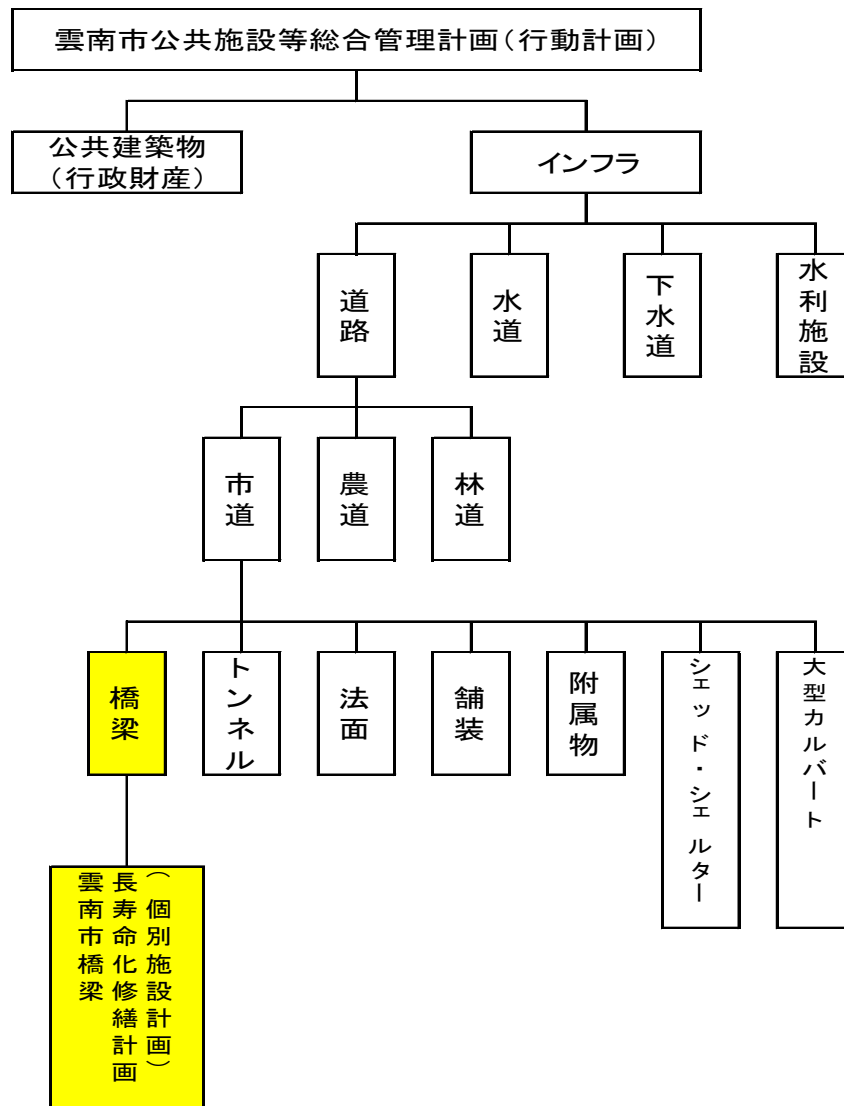 雲南市公共施設等総合管理計画（行動計画）
公共建築物
（行政財産）
インフラ
道路
水道
下水道
水利施設
市道
農道
林道
橋梁
トンネル
法面
舗装
附属物
シェッド・シェルター
大型カルバート
雲南市橋梁
長寿命化修繕計画
（個別施設計画）